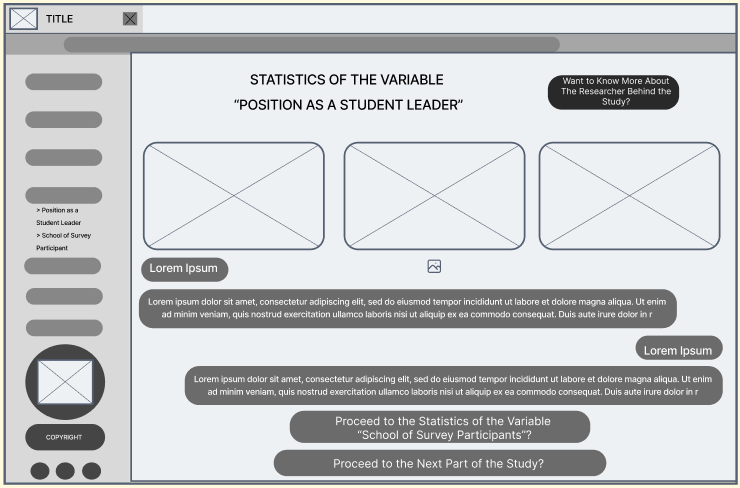 TITLE
STATISTICS OF THE VARIABLE
“POSITION AS A STUDENT LEADER”
Want to Know More About
The Researcher Behind the
Study?
> Position as a
Student Leader
> School of Survey
Participant
Lorem Ipsum
Lorem ipsum dolor sit amet, consectetur adipiscing elit, sed do eiusmod tempor incididunt ut labore et dolore magna aliqua. Ut enim
ad minim veniam, quis nostrud exercitation ullamco laboris nisi ut aliquip ex ea commodo consequat. Duis aute irure dolor in r
Lorem Ipsum
Lorem ipsum dolor sit amet, consectetur adipiscing elit, sed do eiusmod tempor incididunt ut labore et dolore magna aliqua. Ut enim
ad minim veniam, quis nostrud exercitation ullamco laboris nisi ut aliquip ex ea commodo consequat. Duis aute irure dolor in r
Proceed to the Statistics of the Variable
“School of Survey Participants”?
COPYRIGHT
Proceed to the Next Part of the Study?